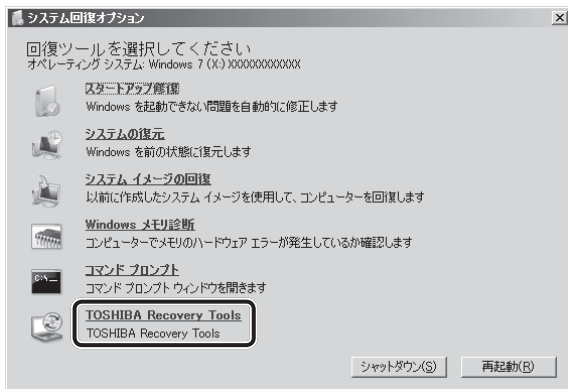 システム回復オプション
回復ツールを選択してください
オペレーティング システム: Windows 7 (X:) XXXXXXXXXXXX
スタートアップ修復
Windows を起動できない問題を自動的に修正します
システムの復元
Windows を前の状態に復元します
システム イメージの回復
以前に作成したシステム イメージを使用して、コンピューターを回復します
Windows メモリ診断
コンピューターでメモリのハードウェア エラーが発生しているか確認します
C:\_
コマンド プロンプト
コマンド プロンプト ウィンドウを開きます
TOSHIBA Recovery Tools
TOSHIBA Recovery Tools
シャットダウン(S) 再起動(R)